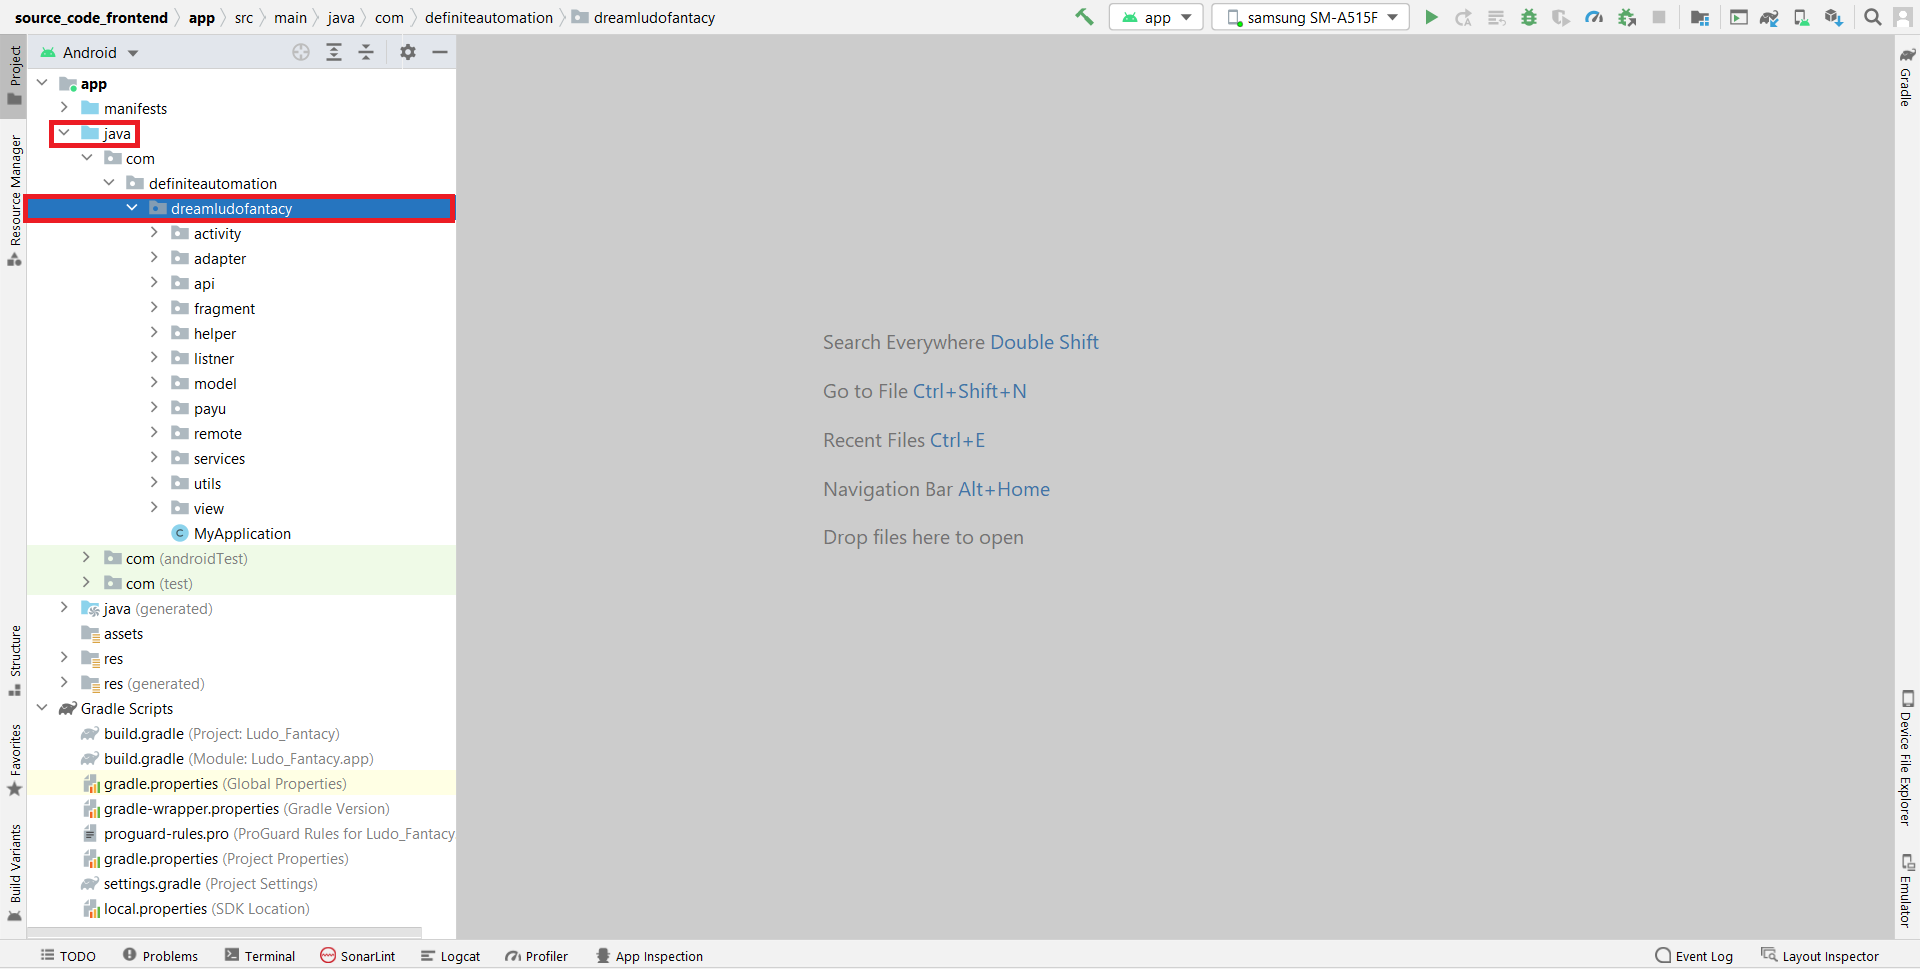 source_code_frontend app src main java com definiteautomation dreamludofantacy
app samsung SM-A515F
Project
Resource Manager
Structure
Favorites
Build Variants
Android
app
manifests
java
com
definiteautomation
dreamludofantacy
activity
adapter
api
fragment
helper
listner
model
payu
remote
services
utils
view
C MyApplication
com (androidTest)
com (test)
java (generated)
assets
res
res (generated)
Gradle Scripts
build.gradle (Project: Ludo_Fantacy)
build.gradle (Module: Ludo_Fantacy.app)
gradle.properties (Global Properties)
gradle-wrapper.properties (Gradle Version)
proguard-rules.pro (ProGuard Rules for Ludo_Fantacy
gradle.properties (Project Properties)
settings.gradle (Project Settings)
local.properties (SDK Location)
Search Everywhere Double Shift
Go to File Ctrl+Shift+N
Recent Files Ctrl+E
Navigation Bar Alt+Home
Drop files here to open
Gradle
Device File Explorer
Emulator
TODO Problems Terminal SonarLint Logcat Profiler App Inspection Event Log Layout Inspector